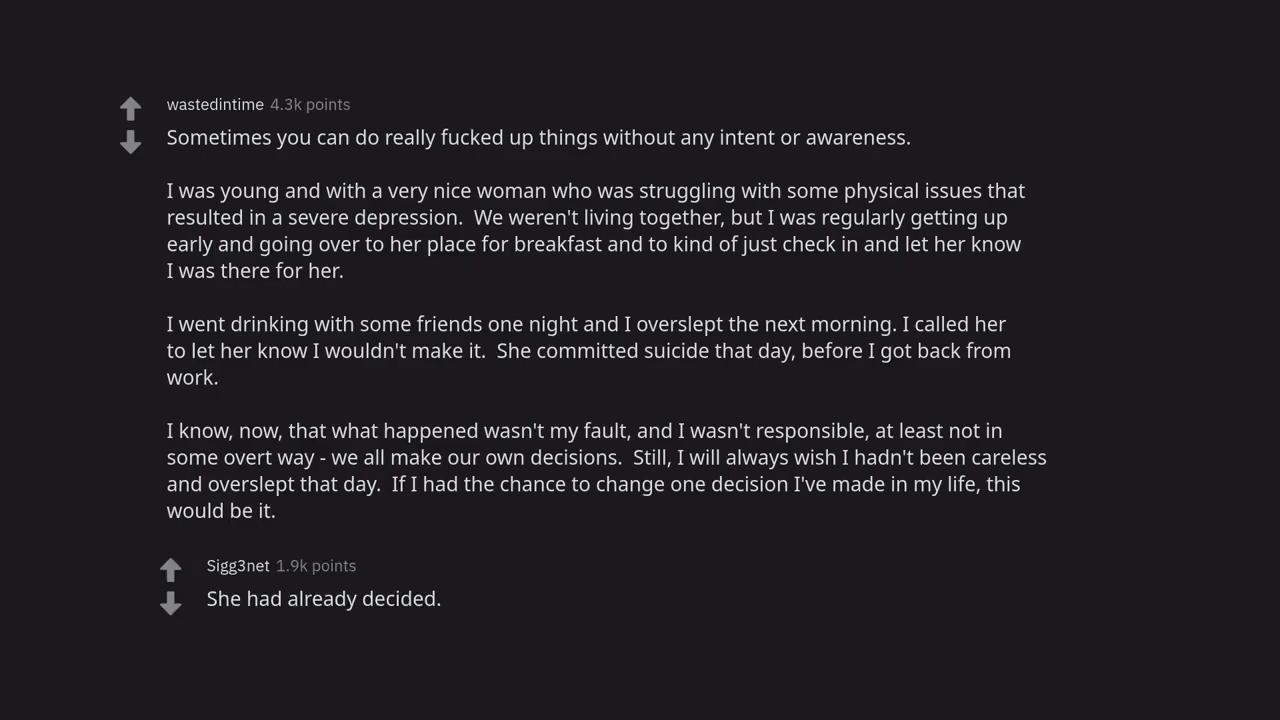 wastedintime 4.3k points
Sometimes you can do really fucked up things without any intent or awareness.
I was young and with a very nice woman who was struggling with some physical issues that
resulted in a severe depression.  We weren't living together, but I was regularly getting up
early and going over to her place for breakfast and to kind of just check in and let her know
I was there for her.
I went drinking with some friends one night and I overslept the next morning. I called her
to let her know I wouldn't make it.  She committed suicide that day, before I got back from
work.
I know, now, that what happened wasn't my fault, and I wasn't responsible, at least not in
some overt way - we all make our own decisions.  Still, I will always wish I hadn't been careless
and overslept that day.  If I had the chance to change one decision I've made in my life, this
would be it.
Sigg3net 1.9k points
She had already decided.